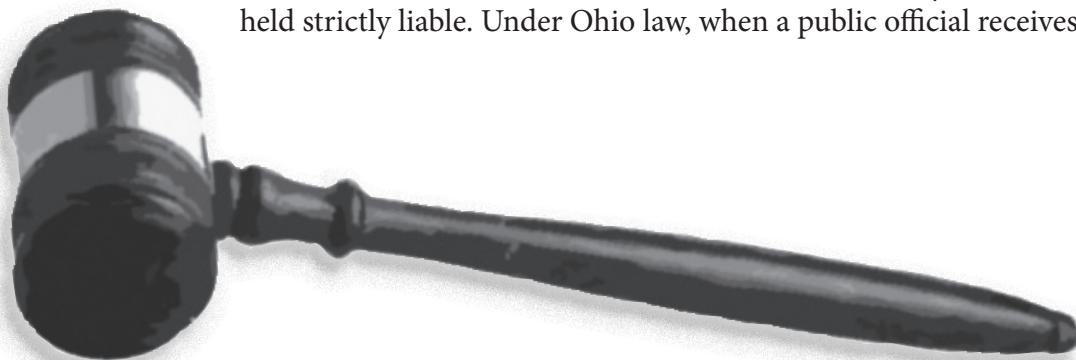 held strictly liable. Under Ohio law, when a public official receives